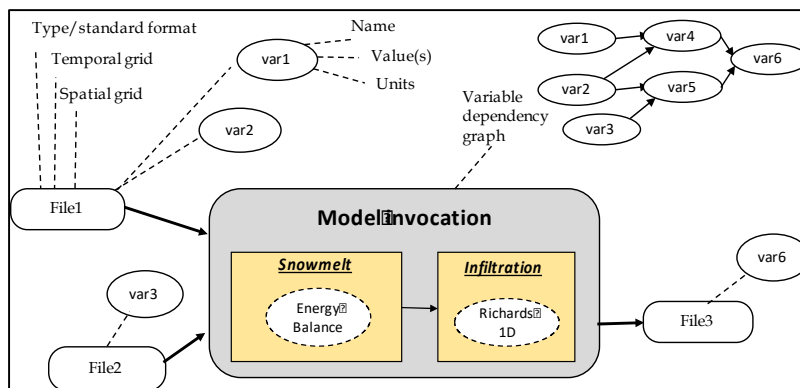 Type/standard format
Temporal grid
Spatial grid
var1
Name
Value(s)
Units
var2
Variable
dependency
graph
var1
var4
var6
var2
var5
var3
File1
Model⍰Invocation
Snowmelt
Energy⍰
Balance
Infiltration
Richards⍰
1D
var3
File2
var6
File3